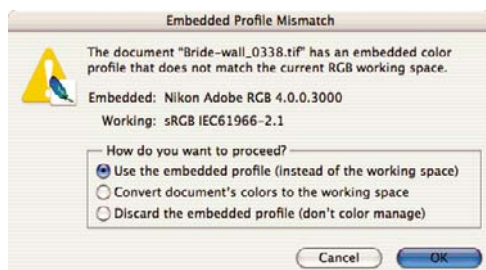 Embedded Profile Mismatch
The document "Bride-wall_0338.tif" has an embedded color
profile that does not match the current RGB working space.
Embedded: Nikon Adobe RGB 4.0.0.3000
Working: sRGB IEC61966-2.1
How do you want to proceed?
Use the embedded profile (instead of the working space)
Convert document's colors to the working space
Discard the embedded profile (don't color manage)
Cancel OK